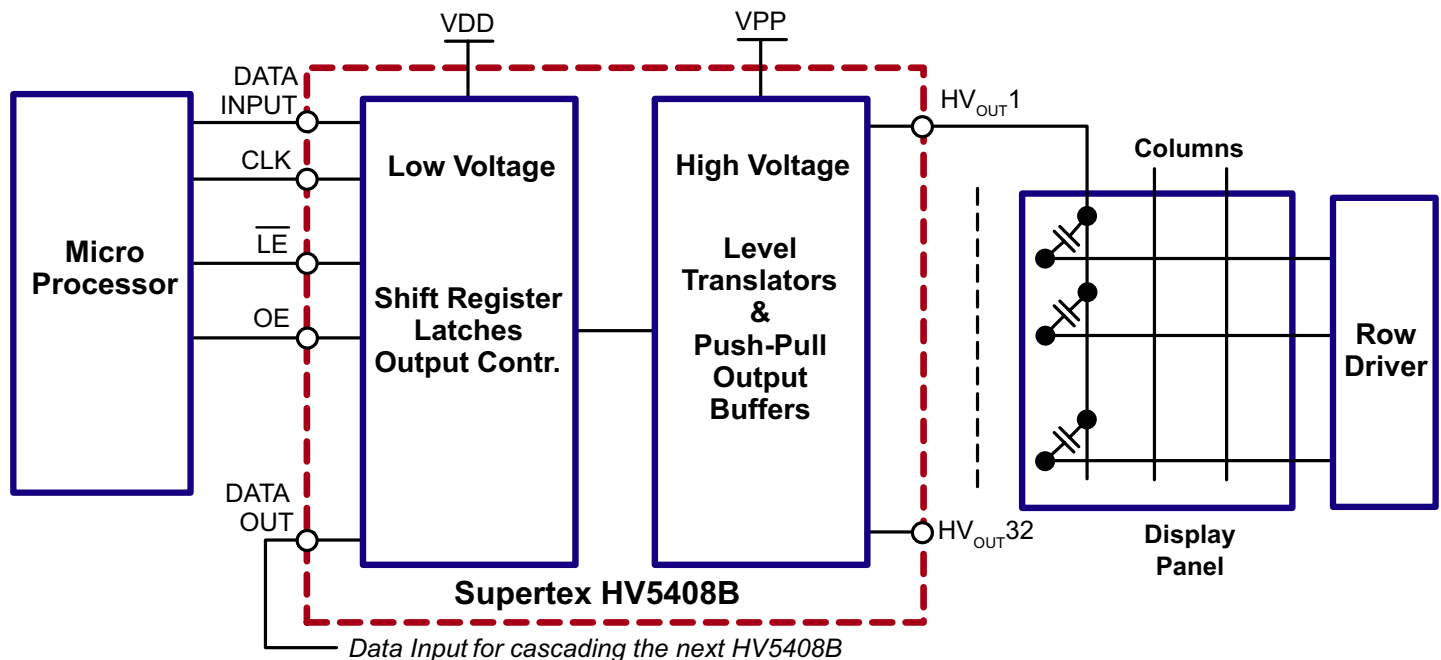 VDD
VPP
DATA
INPUT
CLK
LE
OE
DATA
OUT
Micro
Processor
Low Voltage
Shift Register
Latches
Output Contr.
High Voltage
Level
Translators
&
Push-Pull
Output
Buffers
HVOUT1
HVOUT32
Columns
Row
Driver
Display
Panel
Supertex HV5408B
Data Input for cascading the next HV5408B